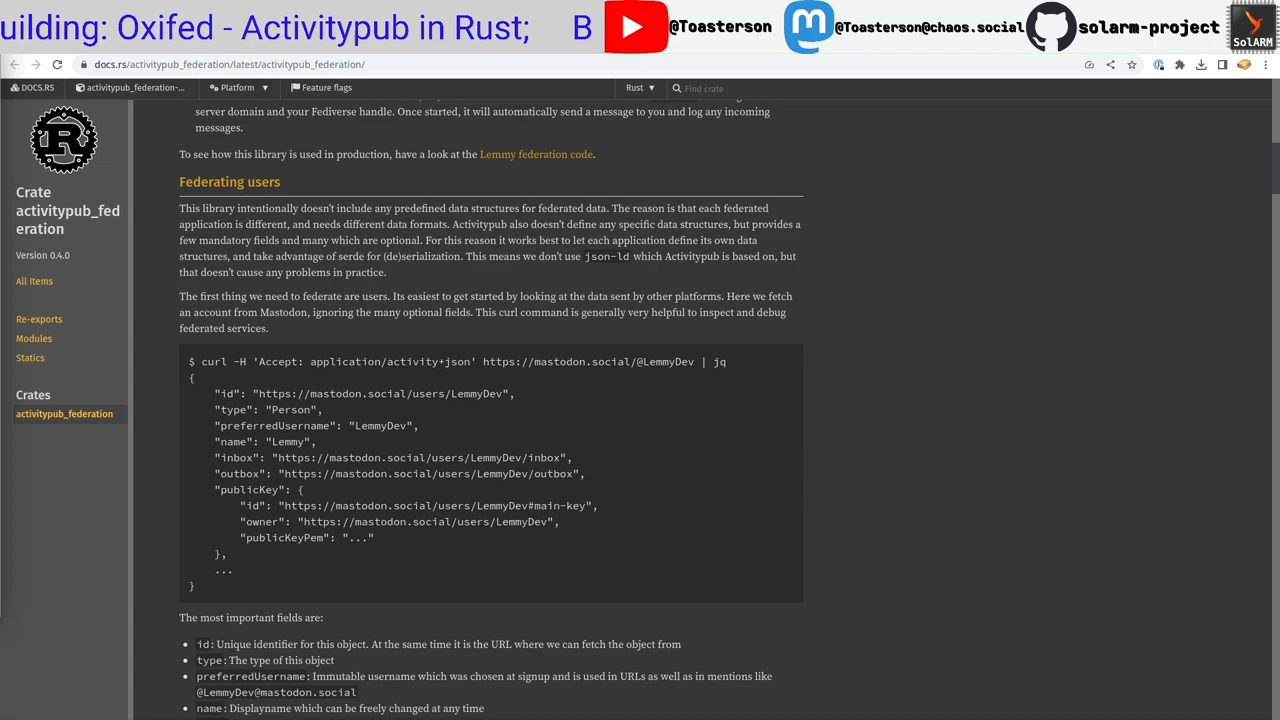 uilding: Oxifed - Activitypub in Rust; B
@Toasterson
@Toasterson@chaos.social
solarm-project
SolARM
docs.rs/activitypub_federation/latest/activitypub_federation/
DOCS.RS
activitypub_federation-...
Platform
Feature flags
Rust
Find crate
server domain and your Fediverse handle. Once started, it will automatically send a message to you and log any incoming
messages.
To see how this library is used in production, have a look at the Lemmy federation code.
Crate
activitypub_fed
eration
Version 0.4.0
All Items
Re-exports
Modules
Statics
Crates
activitypub_federation
Federating users
This library intentionally doesn't include any predefined data structures for federated data. The reason is that each federated
application is different, and needs different data formats. Activitypub also doesn't define any specific data structures, but provides a
few mandatory fields and many which are optional. For this reason it works best to let each application define its own data
structures, and take advantage of serde for (de)serialization. This means we don't use json-ld which Activitypub is based on, but
that doesn't cause any problems in practice.
The first thing we need to federate are users. Its easiest to get started by looking at the data sent by other platforms. Here we fetch
an account from Mastodon, ignoring the many optional fields. This curl command is generally very helpful to inspect and debug
federated services.
$ curl -H 'Accept: application/activity+json' https://mastodon.social/@LemmyDev | jq
{
"id": "https://mastodon.social/users/LemmyDev",
"type": "Person",
"preferredUsername": "LemmyDev",
"name": "Lemmy",
"inbox": "https://mastodon.social/users/LemmyDev/inbox",
"outbox": "https://mastodon.social/users/LemmyDev/outbox",
"publicKey": {
"id": "https://mastodon.social/users/LemmyDev#main-key",
"owner": "https://mastodon.social/users/LemmyDev",
"publicKeyPem": "..."
},
...
}
The most important fields are:
id: Unique identifier for this object. At the same time it is the URL where we can fetch the object from
type: The type of this object
preferredUsername: Immutable username which was chosen at signup and is used in URLs as well as in mentions like
@LemmyDev@mastodon.social
name: Displayname which can be freely changed at any time